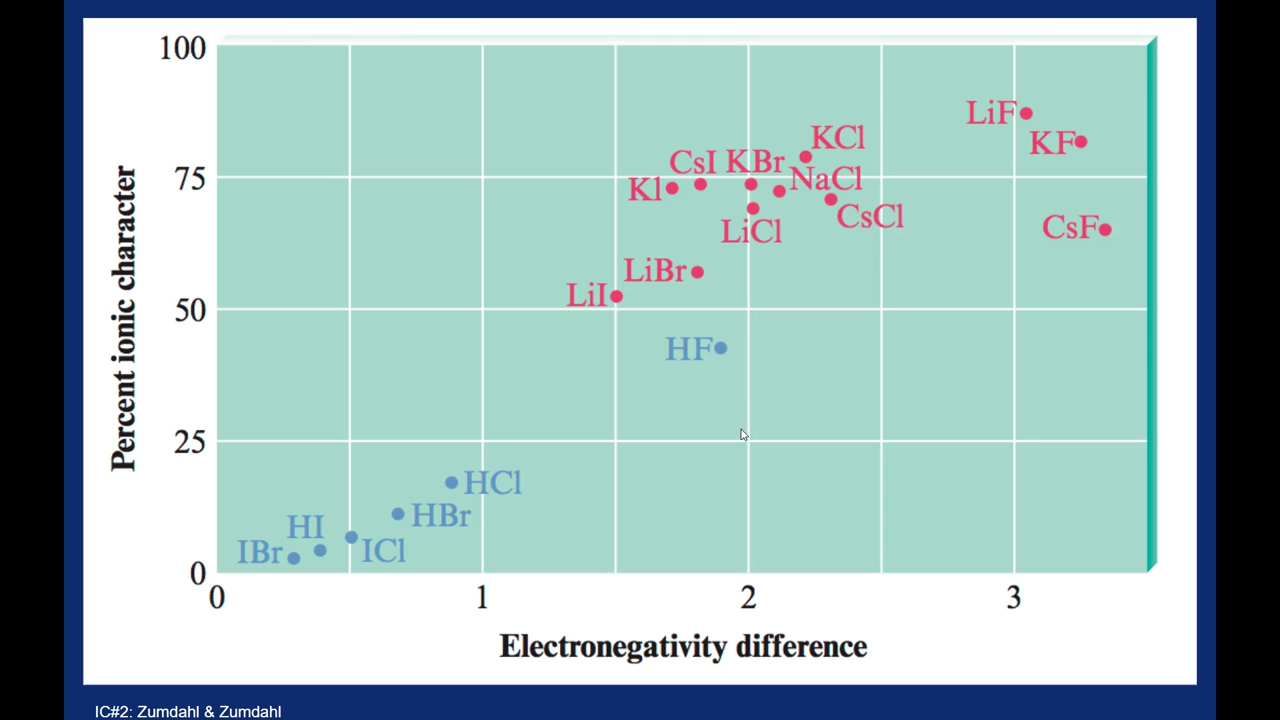 100
75
50
25
0
Percent ionic character
LiF
KF
KCl
CsI KBr
NaCl
Kl
CsCl
LiCl
CsF
LiBr
LiI
HF
HCl
HBr
HI
ICl
IBr
0 1 2 3
Electronegativity difference
IC#2: Zumdahl & Zumdahl